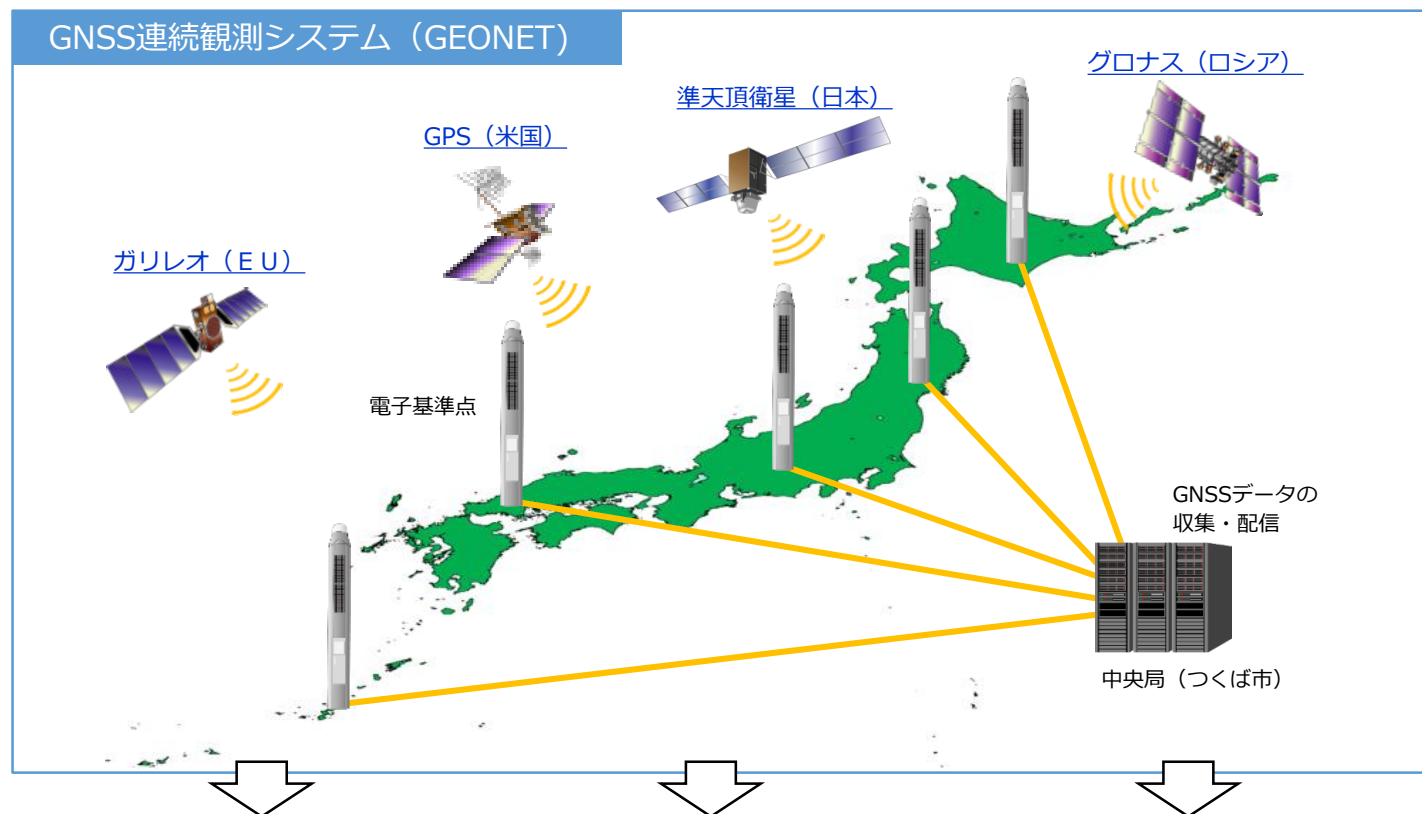 GNSS連続観測システム（GEONET)
グロナス（ロシア）
準天頂衛星（日本）
GPS（米国）
ガリレオ（ＥＵ）
電子基準点
GNSSデータの
収集・配信
中央局（つくば市）